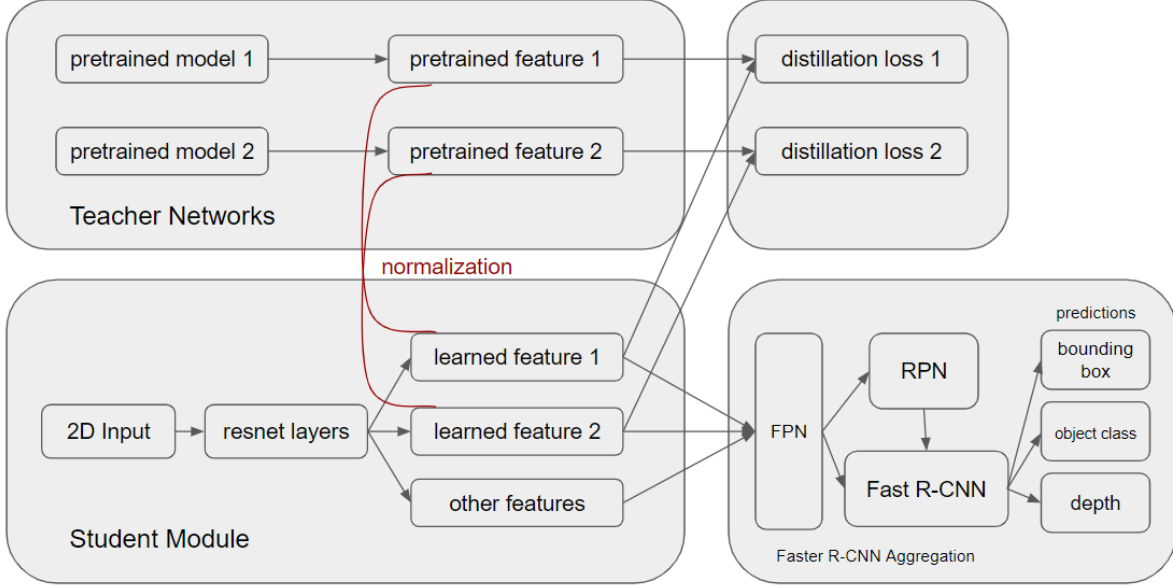 pretrained model 1
pretrained feature 1
distillation loss 1
pretrained model 2
pretrained feature 2
distillation loss 2
Teacher Networks
normalization
2D Input
resnet layers
learned feature 1
learned feature 2
other features
Student Module
FPN
RPN
Fast R-CNN
predictions
bounding
box
object class
depth
Faster R-CNN Aggregation